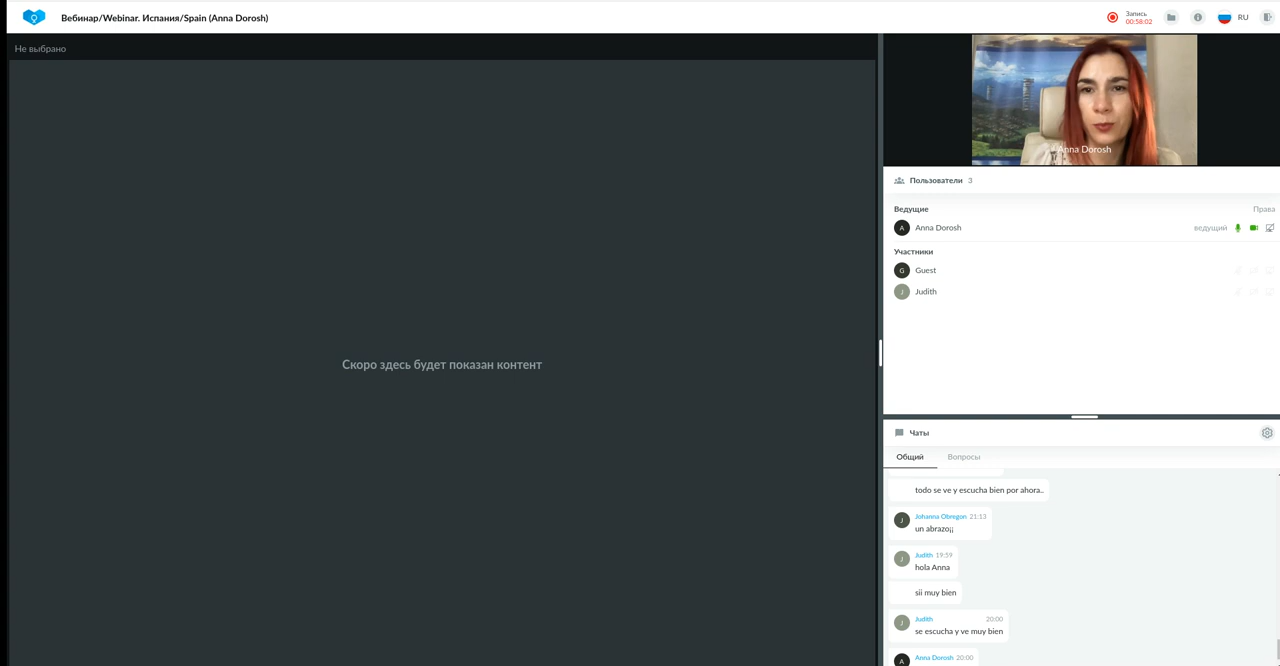 Вебинар/Webinar. Испания/Spain (Anna Dorosh)
Запись
00:58:02
RU
Не выбрано
Скоро здесь будет показан контент
Anna Dorosh
Пользователи 3
Ведущие Права
A Anna Dorosh ведущий
Участники
G Guest
J Judith
Чаты
Общий Вопросы
todo se ve y escucha bien por ahora..
J Johanna Obregon 21:13
un abrazo¡¡
J Judith 19:59
hola Anna
sii muy bien
J Judith 20:00
se escucha y ve muy bien
A Anna Dorosh 20:00